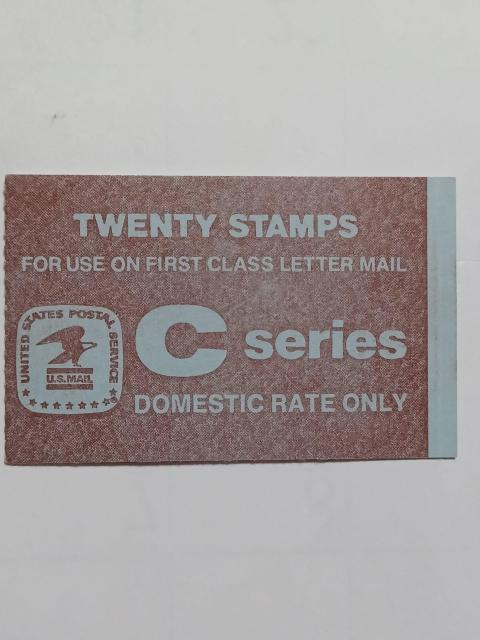 TWENTY STAMPS
FOR USE ON FIRST CLASS LETTER MAIL
UNITED STATES POSTAL SERVICE
U.S.MAIL
C series
DOMESTIC RATE ONLY